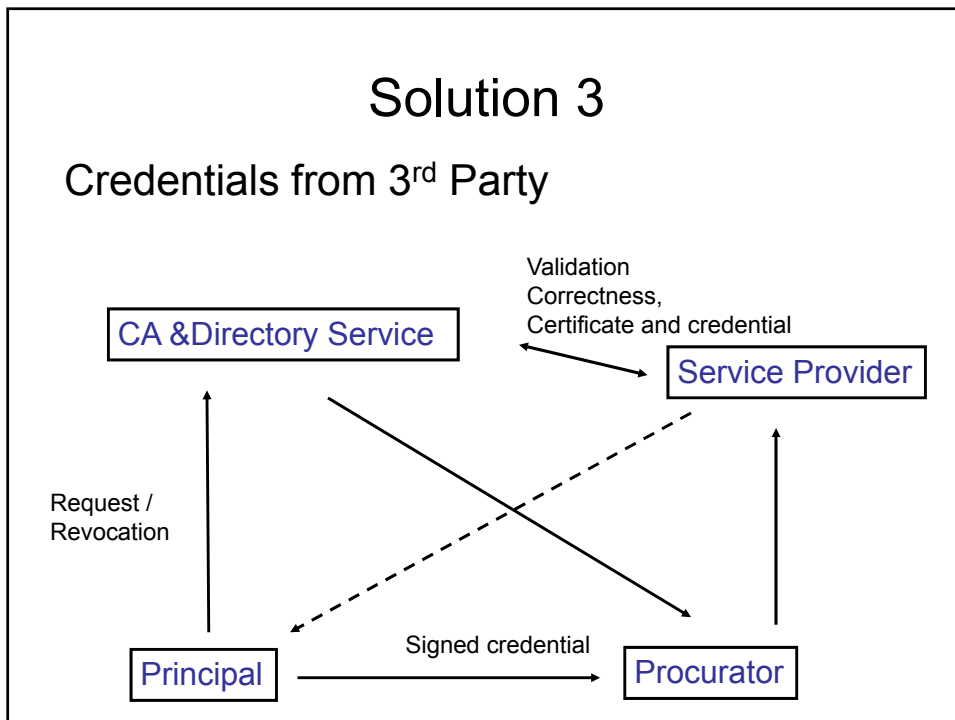 Solution 3
Credentials from 3rd Party
Validation
Correctness,
Certificate and credential
CA &Directory Service
Service Provider
Request /
Revocation
Signed credential
Principal
Procurator